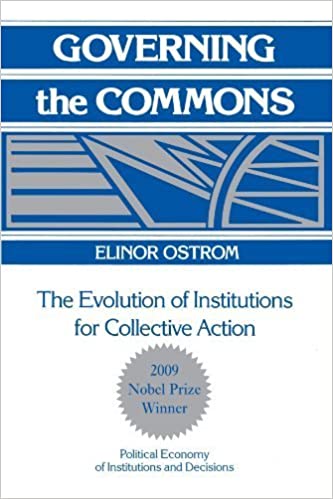 GOVERNING
the COMMONS
ELINOR OSTROM
The Evolution of Institutions
for Collective Action
2009
Nobel Prize
Winner
Political Economy
of Institutions and Decisions